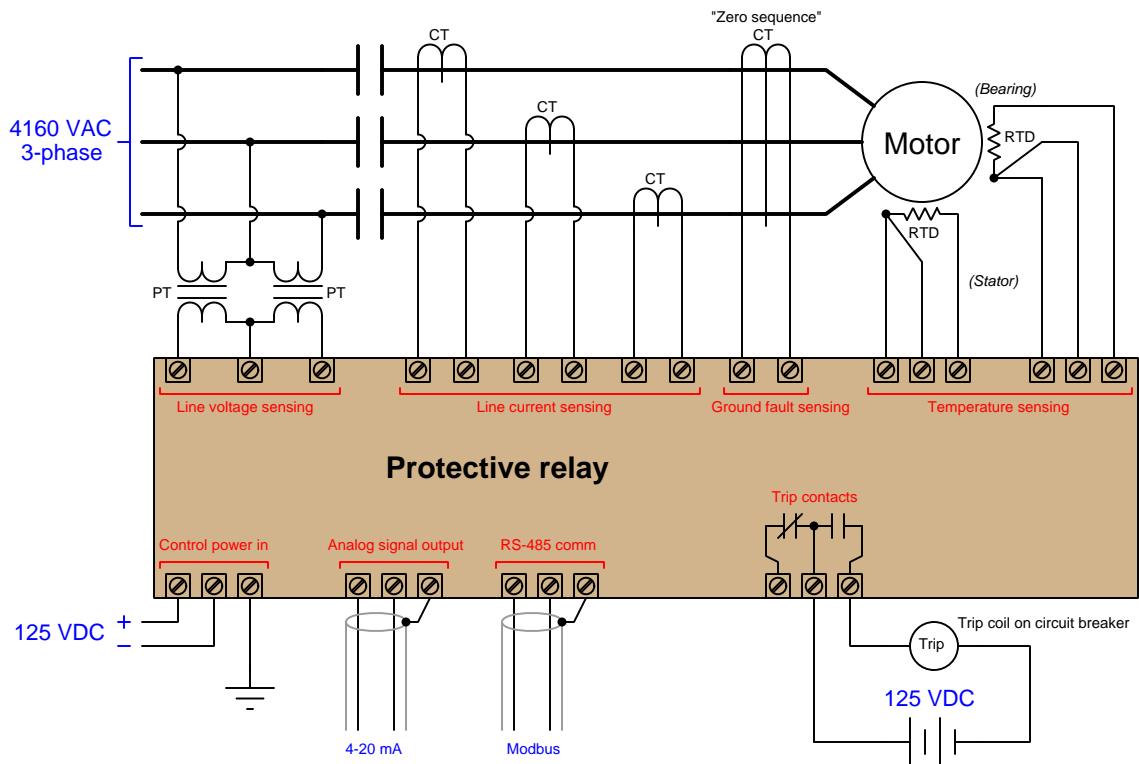 "Zero sequence"
CT
CT
(Bearing)
4160 VAC
3-phase
CT
Motor
RTD
CT
RTD
(Stator)
PT
PT
Line voltage sensing
Line current sensing
Ground fault sensing
Temperature sensing
Protective relay
Trip contacts
Control power in
Analog signal output
RS-485 comm
125 VDC
+
–
Trip coil on circuit breaker
Trip
125 VDC
4-20 mA
Modbus